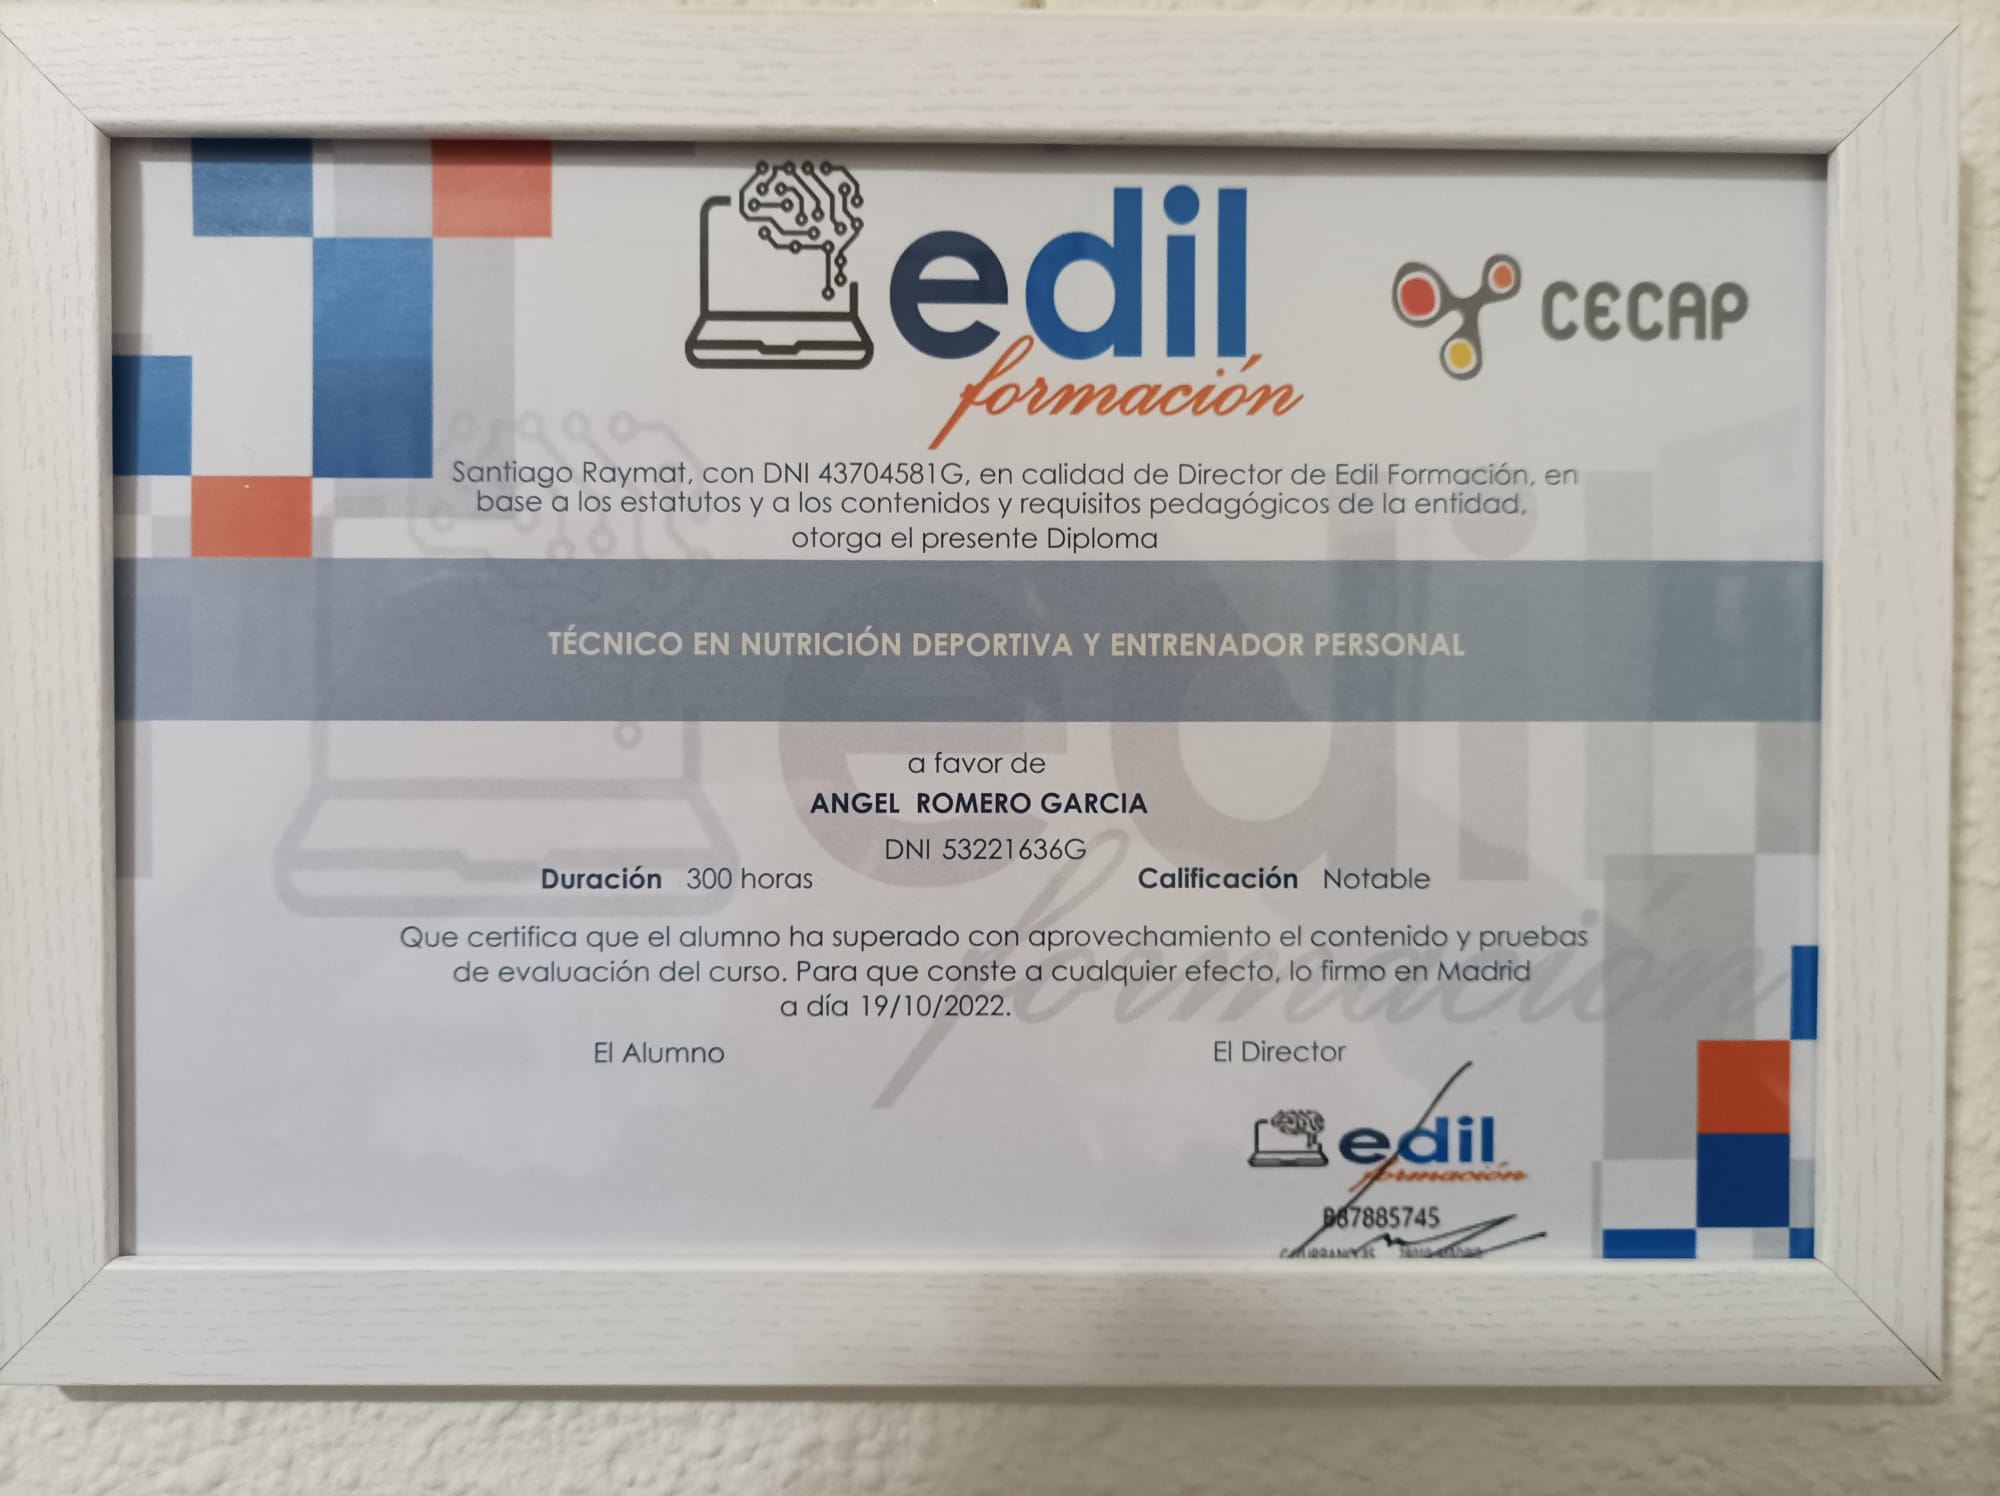 edil
formación
CECAP
Santiago Raymat, con DNI 43704581G, en calidad de Director de Edil Formación, en
base a los estatutos y a los contenidos y requisitos pedagógicos de la entidad,
otorga el presente Diploma
TÉCNICO EN NUTRICIÓN DEPORTIVA Y ENTRENADOR PERSONAL
a favor de
ANGEL ROMERO GARCIA
DNI 53221636G
Duración 300 horas Calificación Notable
Que certifica que el alumno ha superado con aprovechamiento el contenido y pruebas
de evaluación del curso. Para que conste a cualquier efecto, lo firmo en Madrid
a día 19/10/2022.
El Alumno El Director
edil
formación
B87885745